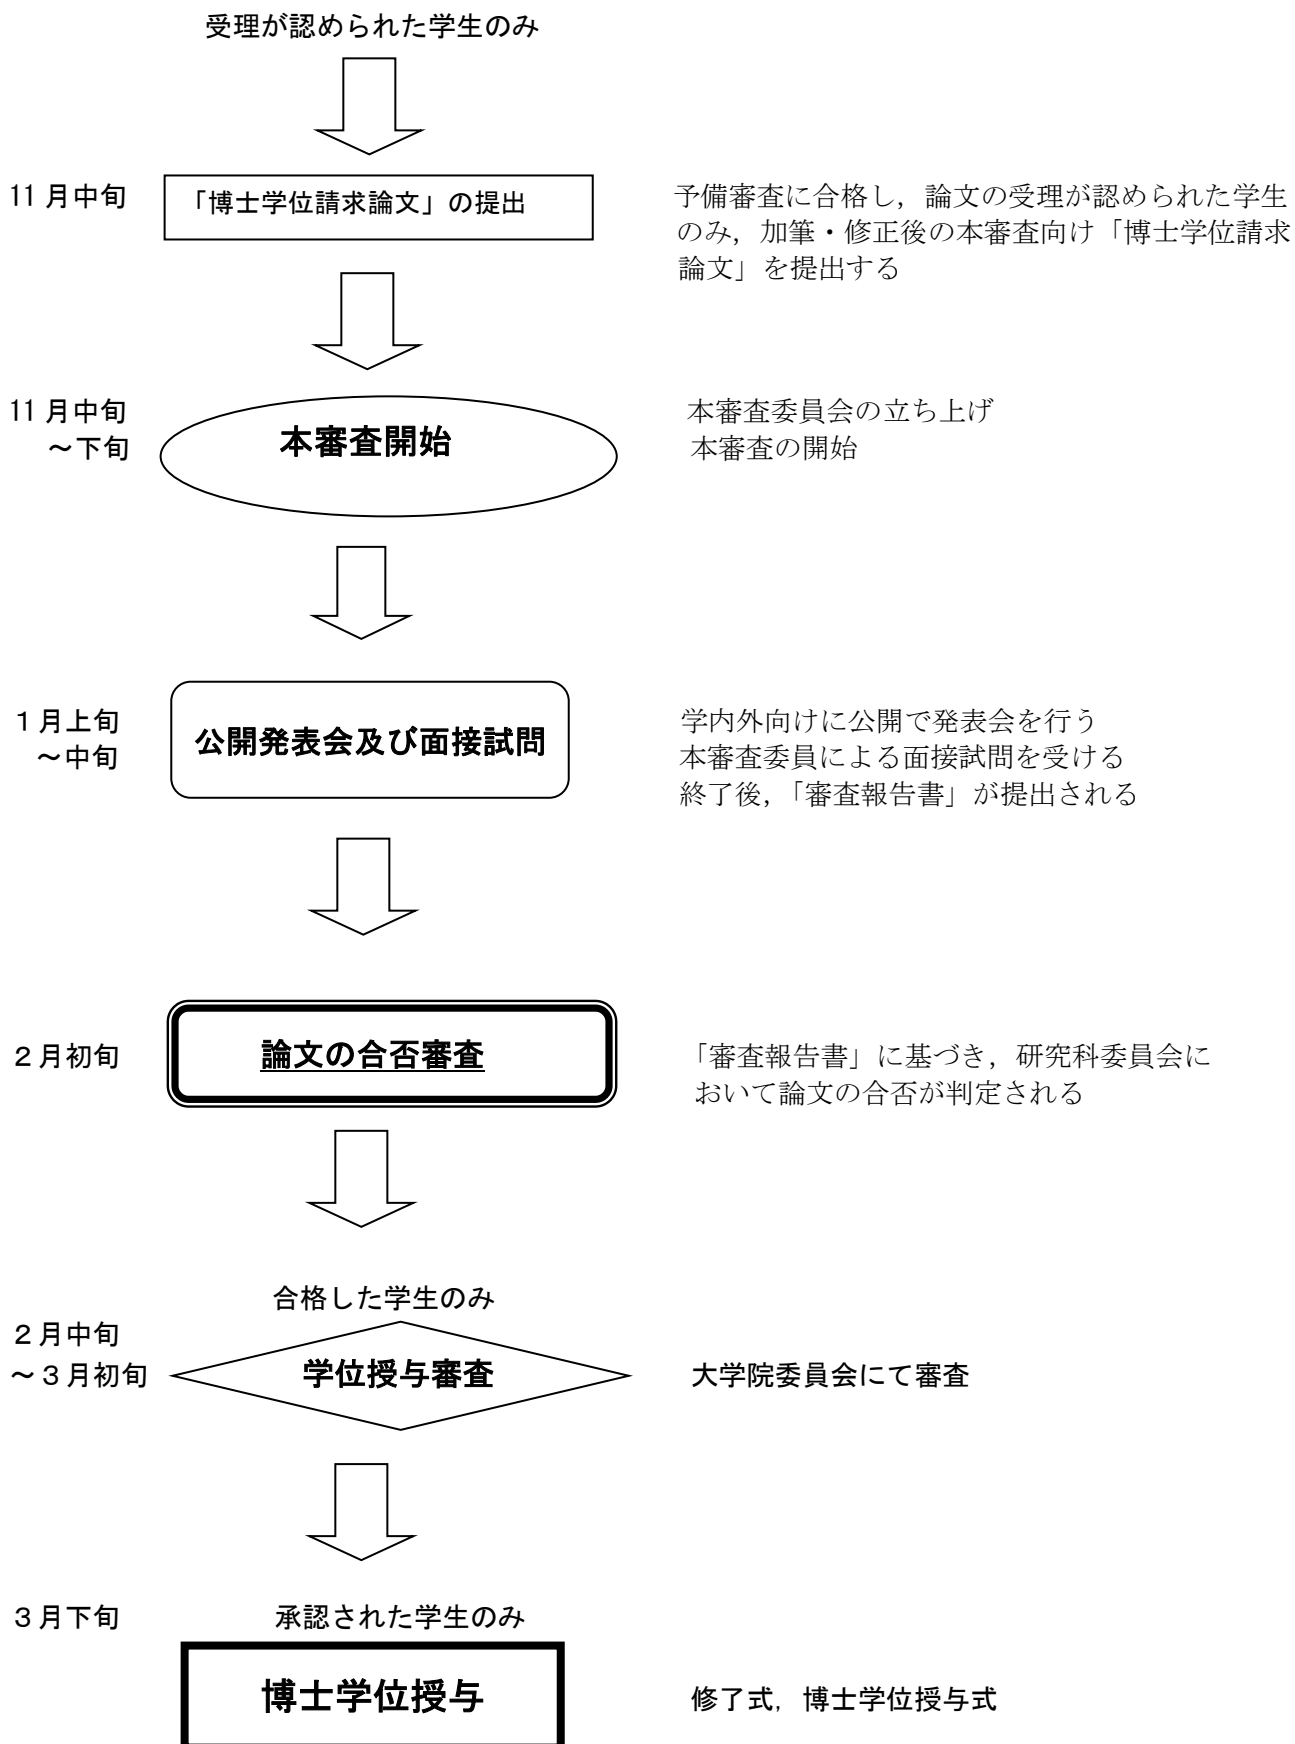 受理が認められた学生のみ
11月中旬
「博士学位請求論文」の提出
予備審査に合格し，論文の受理が認められた学生
のみ，加筆・修正後の本審査向け「博士学位請求
論文」を提出する
11月中旬
～下旬
本審査開始
本審査委員会の立ち上げ
本審査の開始
１月上旬
～中旬
公開発表会及び面接試問
学内外向けに公開で発表会を行う
本審査委員による面接試問を受ける
終了後，「審査報告書」が提出される
２月初旬
論文の合否審査
「審査報告書」に基づき，研究科委員会に
おいて論文の合否が判定される
合格した学生のみ
２月中旬
～３月初旬
学位授与審査
大学院委員会にて審査
３月下旬
承認された学生のみ
博士学位授与
修了式，博士学位授与式